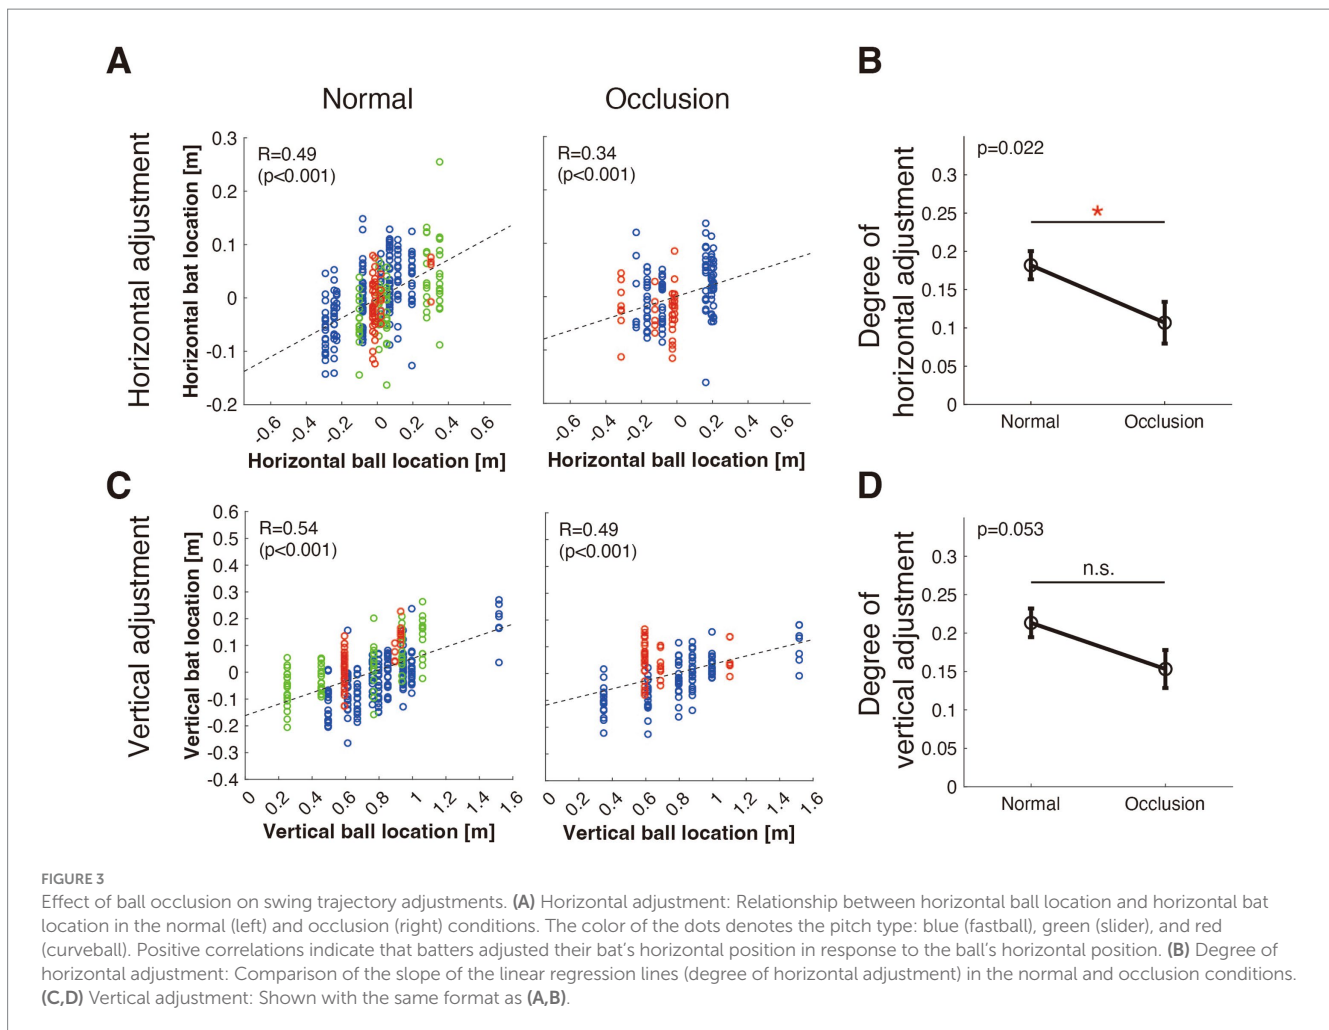 A
B
Normal
Occlusion
Horizontal adjustment
Horizontal bat location [m]
0.3
0.2
0.1
0
-0.1
-0.2
R=0.49
(p<0.001)
-0.6
-0.4
-0.2
0
0.2
0.4
0.6
Horizontal ball location [m]
R=0.34
(p<0.001)
-0.6
-0.4
-0.2
0
0.2
0.4
0.6
Horizontal ball location [m]
Degree of
horizontal adjustment
p=0.022
*
0.3
0.25
0.2
0.15
0.1
0.05
0
Normal
Occlusion
C
D
Vertical adjustment
Vertical bat location [m]
0.6
0.5
0.4
0.3
0.2
0.1
0
-0.1
-0.2
-0.3
-0.4
R=0.54
(p<0.001)
0
0.2
0.4
0.6
0.8
1
1.2
1.4
1.6
Vertical ball location [m]
R=0.49
(p<0.001)
0
0.2
0.4
0.6
0.8
1
1.2
1.4
1.6
Vertical ball location [m]
Degree of
vertical adjustment
p=0.053
n.s.
0.3
0.25
0.2
0.15
0.1
0.05
0
Normal
Occlusion
FIGURE 3
Effect of ball occlusion on swing trajectory adjustments. (A) Horizontal adjustment: Relationship between horizontal ball location and horizontal bat
location in the normal (left) and occlusion (right) conditions. The color of the dots denotes the pitch type: blue (fastball), green (slider), and red
(curveball). Positive correlations indicate that batters adjusted their bat's horizontal position in response to the ball's horizontal position. (B) Degree of
horizontal adjustment: Comparison of the slope of the linear regression lines (degree of horizontal adjustment) in the normal and occlusion conditions.
(C,D) Vertical adjustment: Shown with the same format as (A,B).